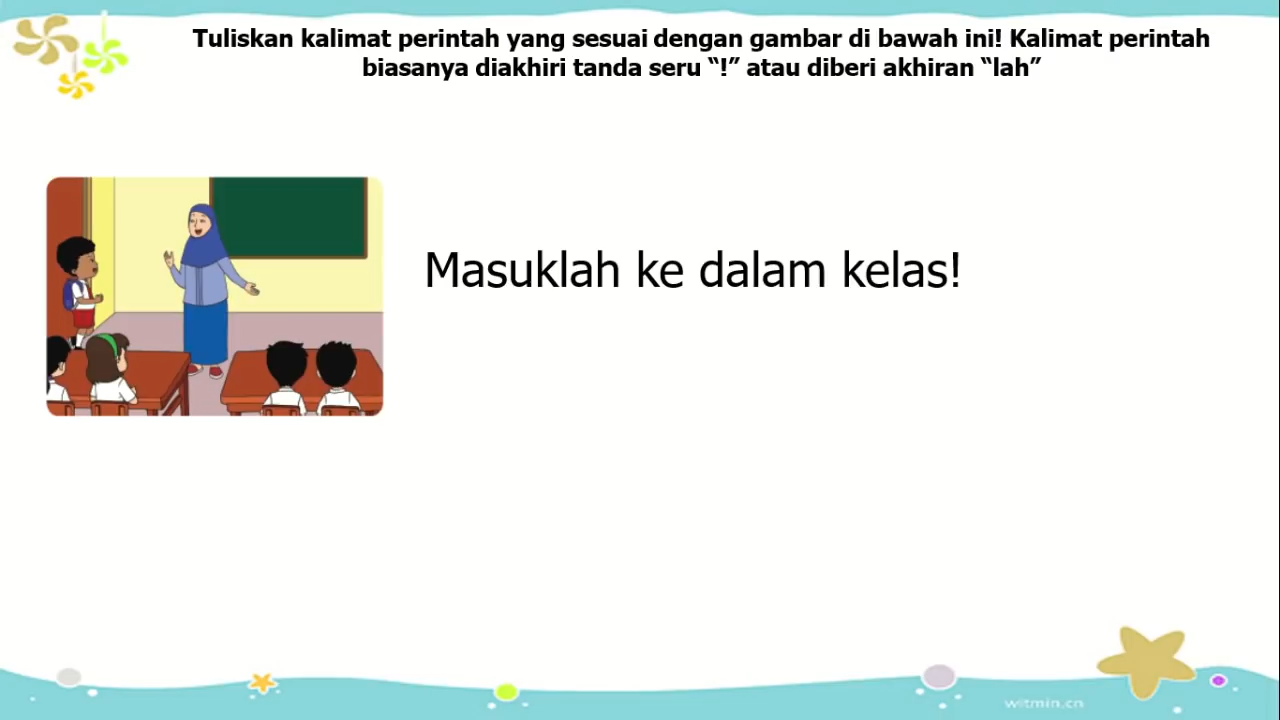 Tuliskan kalimat perintah yang sesuai dengan gambar di bawah ini! Kalimat perintah
biasanya diakhiri tanda seru “!” atau diberi akhiran “lah”
Masuklah ke dalam kelas!
witmin.cn